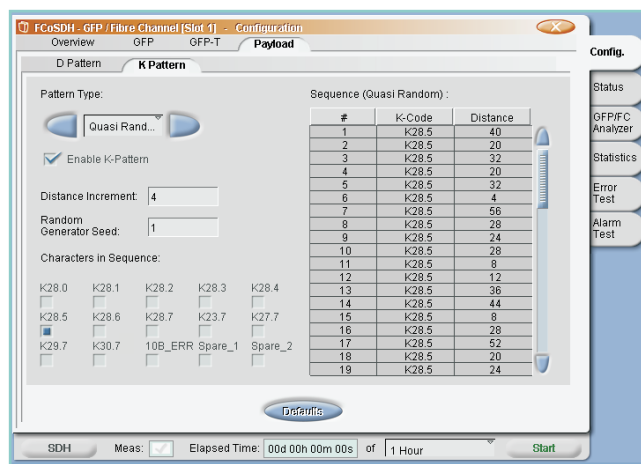 FCoSDH - GFP / Fibre Channel [Slot 1] - Configuration
Overview GFP GFP-T Payload
D Pattern K Pattern
Pattern Type:
Quasi Rand...
Enable K-Pattern
Distance Increment: 4
Random
Generator Seed: 1
Characters in Sequence:
K28.0 K28.1 K28.2 K28.3 K28.4
K28.5 K28.6 K28.7 K23.7 K27.7
K29.7 K30.7 10B_ERR Spare_1 Spare_2
Sequence (Quasi Random) :
# K-Code Distance
1 K28.5 40
2 K28.5 20
3 K28.5 32
4 K28.5 20
5 K28.5 32
6 K28.5 4
7 K28.5 56
8 K28.5 28
9 K28.5 24
10 K28.5 28
11 K28.5 8
12 K28.5 12
13 K28.5 36
14 K28.5 44
15 K28.5 8
16 K28.5 28
17 K28.5 52
18 K28.5 20
19 K28.5 24
Defaults
SDH Meas: Elapsed Time: 00d 00h 00m 00s of 1 Hour Start
Config.
Status
GFP/FC
Analyzer
Statistics
Error
Test
Alarm
Test